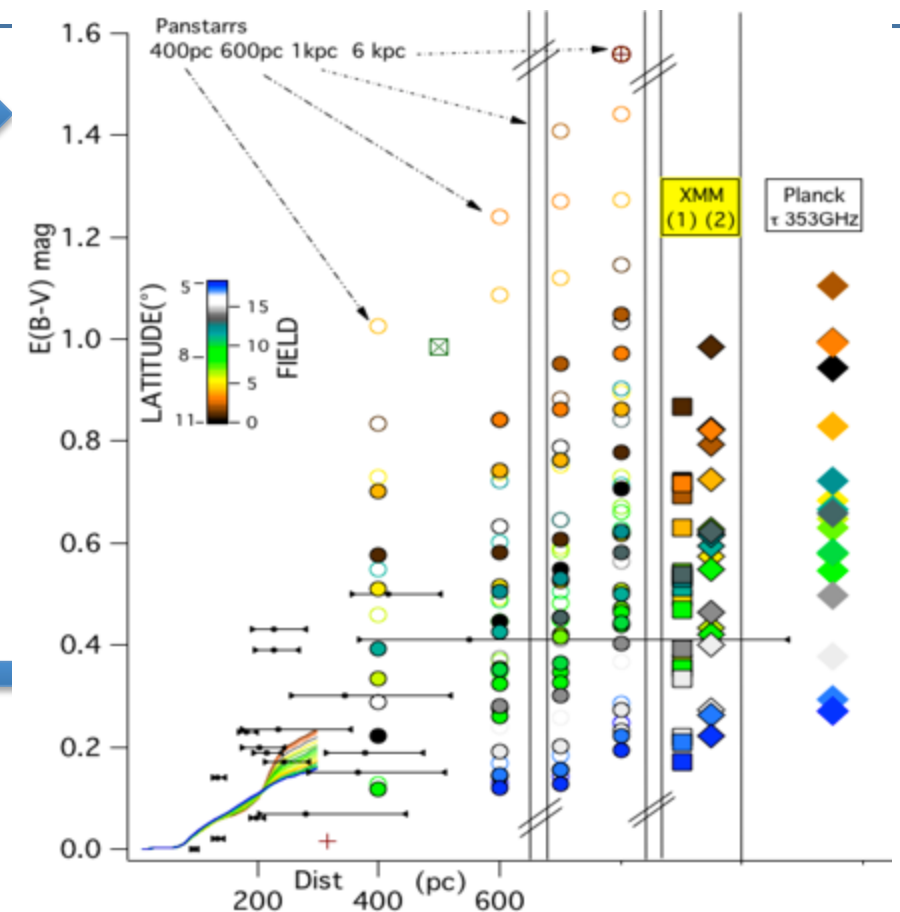 Panstarrs
400pc 600pc 1kpc 6 kpc
1.6
1.4
1.2
1.0
0.8
0.6
0.4
0.2
0.0
E(B-V) mag
XMM
(1) (2)
Planck
τ 353GHz
LATITUDE(°)
5
8
11
15
10
5
0
FIELD
Dist (pc)
200 400 600